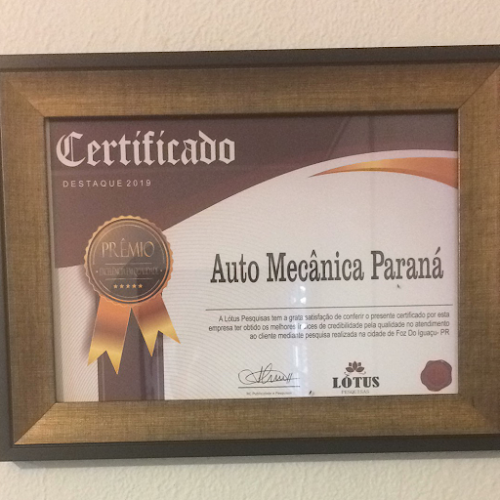 Certificado
DESTAQUE 2019
PRÊMIO
Auto Mecânica Paraná
A Lótus Pesquisas tem a grata satisfação de conferir o presente certificado por esta
empresa ter obtido os melhores índices de credibilidade pela qualidade no atendimento
ao cliente mediante pesquisa realizada na cidade de Foz Do Iguaçu- PR
LÓTUS
PESQUISAS